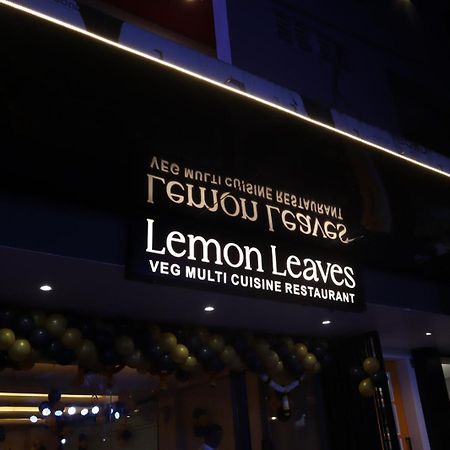 Lemon Leaves
VEG MULTI CUISINE RESTAURANT